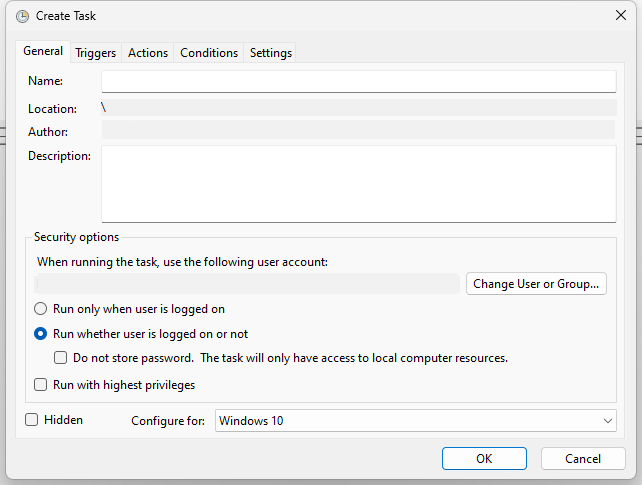 Create Task
General Triggers Actions Conditions Settings
Name:
Location: \
Author:
Description:
Security options
When running the task, use the following user account:
Change User or Group...
Run only when user is logged on
Run whether user is logged on or not
Do not store password. The task will only have access to local computer resources.
Run with highest privileges
Hidden Configure for: Windows 10
OK Cancel